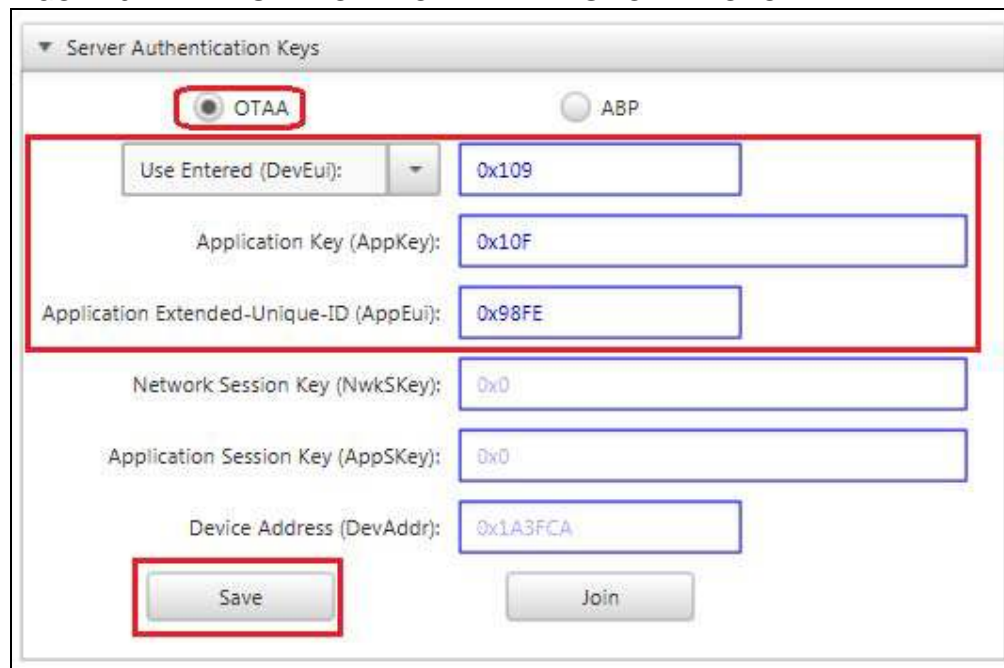 Server Authentication Keys
OTAA ABP
Use Entered (DevEui): 0x109
Application Key (AppKey): 0x10F
Application Extended-Unique-ID (AppEui): 0x98FE
Network Session Key (NwkSKey): 0x0
Application Session Key (AppSKey): 0x0
Device Address (DevAddr): 0x1A3FCA
Save Join